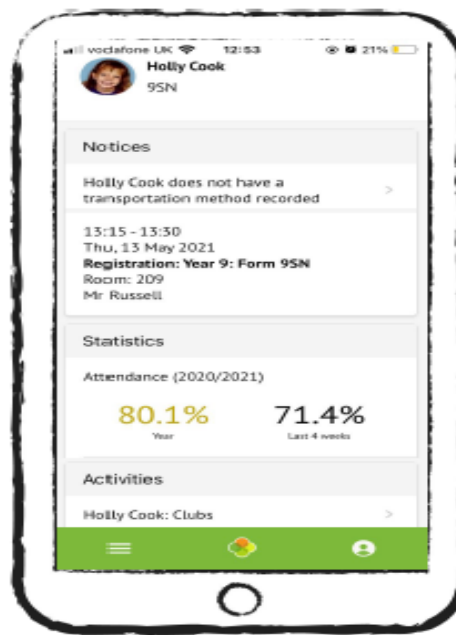 vodafone UK 12:53 21%
Holly Cook
9SN
Notices
Holly Cook does not have a
transportation method recorded
13:15 - 13:30
Thu, 13 May 2021
Registration: Year 9: Form 9SN
Room: 209
Mr Russell
Statistics
Attendance (2020/2021)
80.1% 71.4%
Year Last 4 weeks
Activities
Holly Cook: Clubs